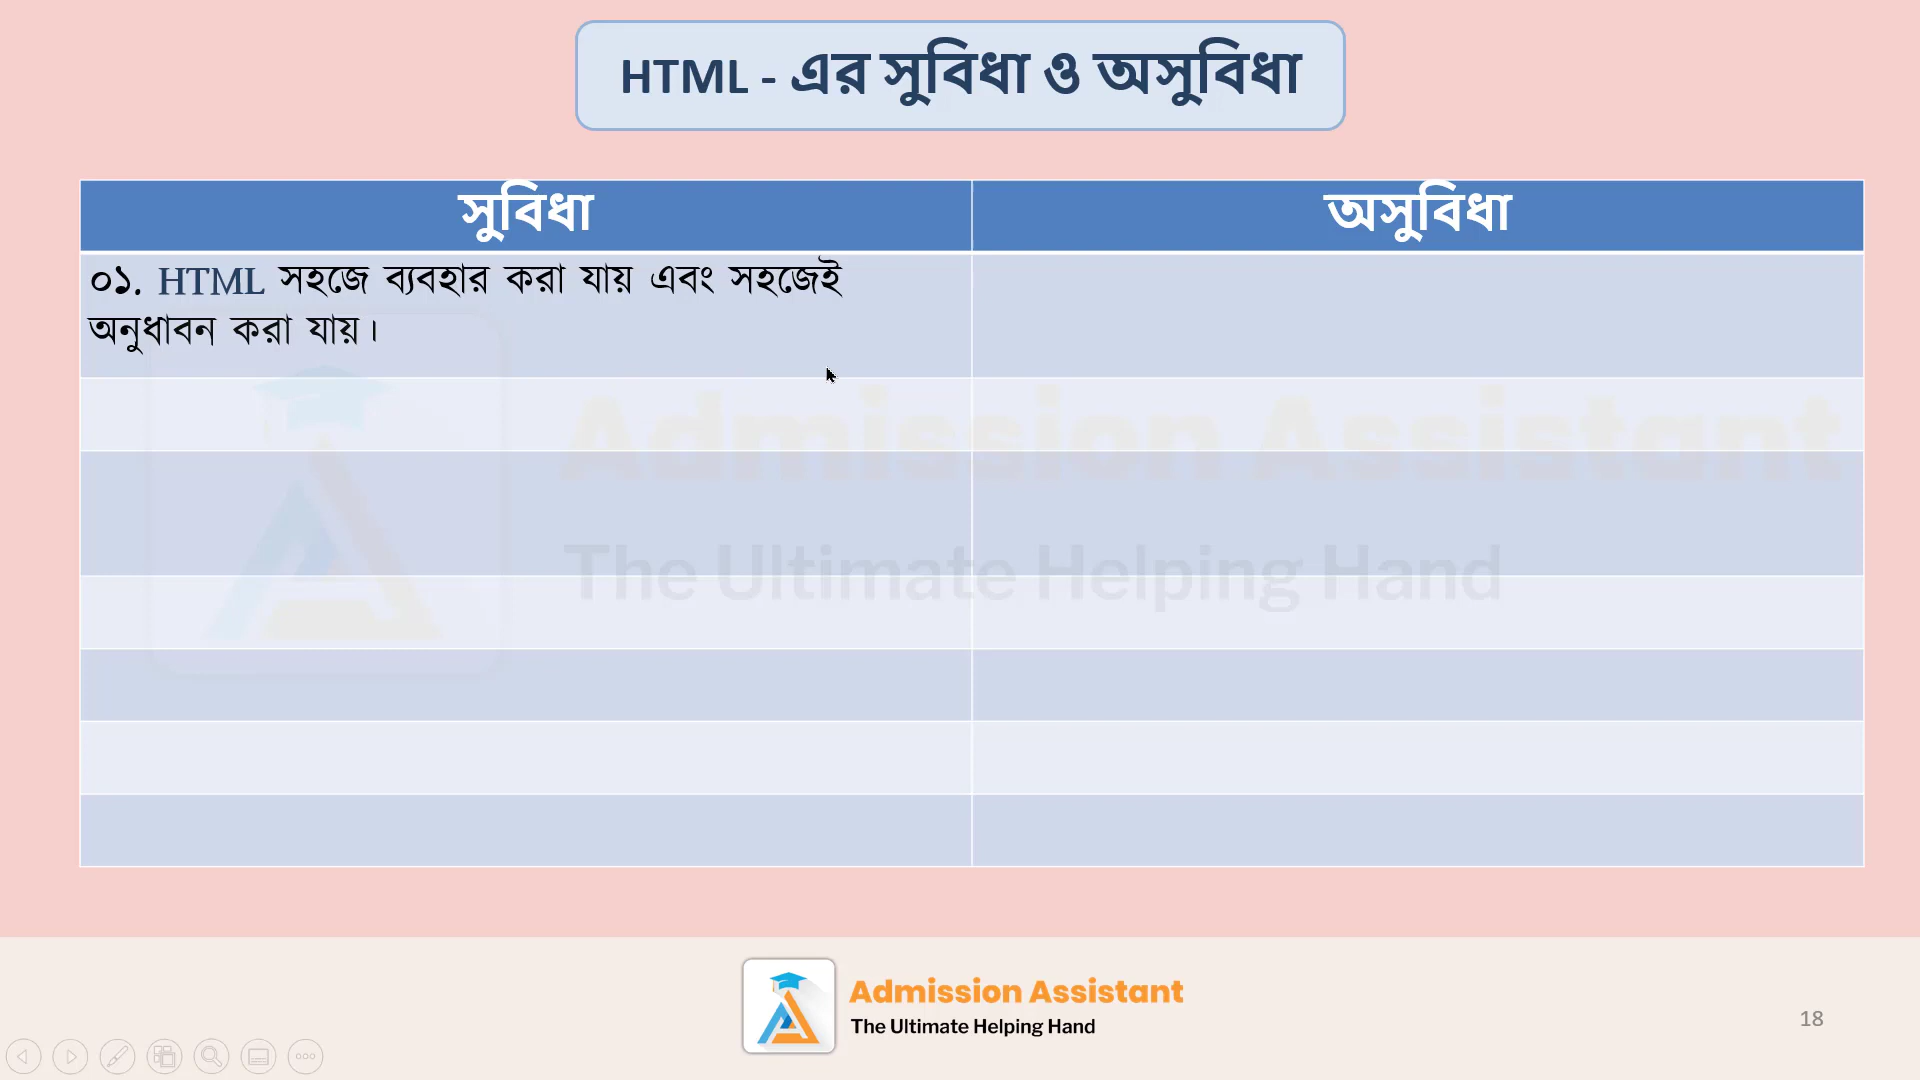 HTML - এর সুবিধা ও অসুবিধা
সুবিধা
অসুবিধা
০১. HTML সহজে ব্যবহার করা যায় এবং সহজেই
অনুধাবন করা যায়।
Admission Assistant
The Ultimate Helping Hand
Admission Assistant
The Ultimate Helping Hand
18